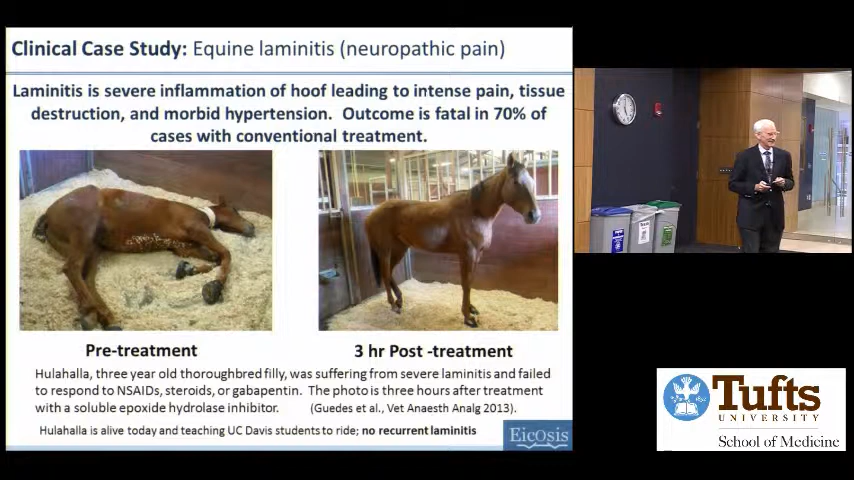 Clinical Case Study: Equine laminitis (neuropathic pain)
Laminitis is severe inflammation of hoof leading to intense pain, tissue
destruction, and morbid hypertension. Outcome is fatal in 70% of
cases with conventional treatment.
Pre-treatment
3 hr Post -treatment
Hulahalla, three year old thoroughbred filly, was suffering from severe laminitis and failed
to respond to NSAIDs, steroids, or gabapentin. The photo is three hours after treatment
with a soluble epoxide hydrolase inhibitor. (Guedes et al., Vet Anaesth Analg 2013).
Hulahalla is alive today and teaching UC Davis students to ride; no recurrent laminitis
EicOsis
Tufts
UNIVERSITY
School of Medicine